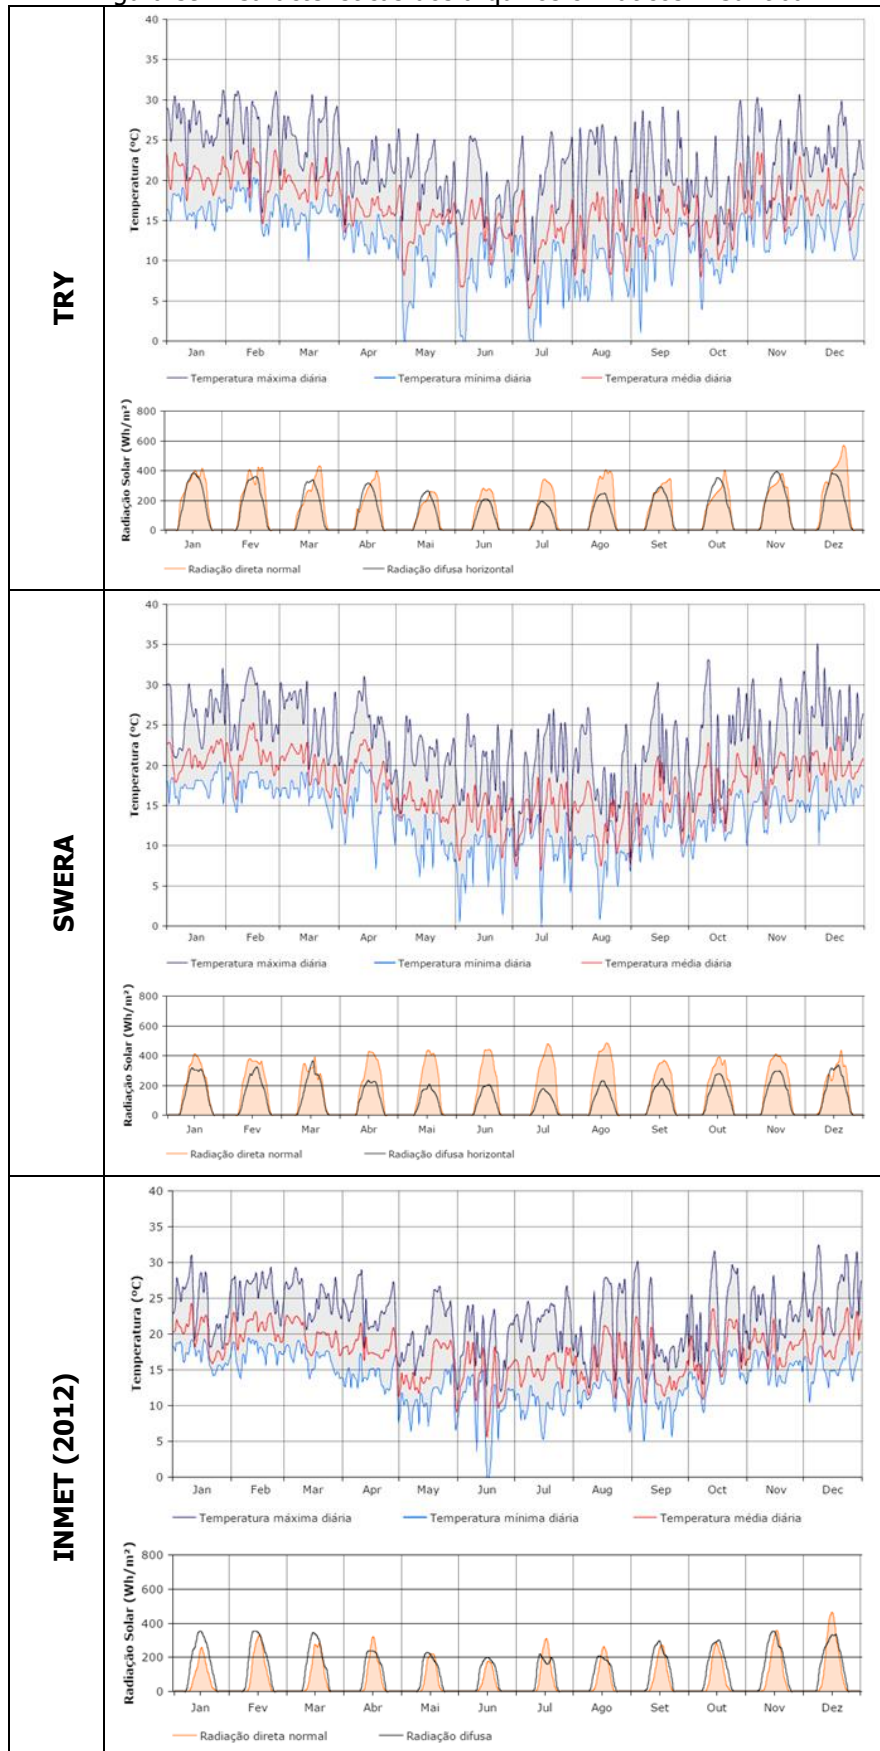 TRY
Temperatura (ºC)
40
35
30
25
20
15
10
5
0
Jan Feb Mar Apr May Jun Jul Aug Sep Oct Nov Dec
Temperatura máxima diária Temperatura mínima diária Temperatura média diária
Radiação Solar (Wh/m²)
800
600
400
200
0
Jan Fev Mar Abr Mai Jun Jul Ago Set Out Nov Dez
Radiação direta normal Radiação difusa horizontal
SWERA
Temperatura (ºC)
40
35
30
25
20
15
10
5
0
Jan Feb Mar Apr May Jun Jul Aug Sep Oct Nov Dec
Temperatura máxima diária Temperatura mínima diária Temperatura média diária
Radiação Solar (Wh/m²)
800
600
400
200
0
Jan Fev Mar Abr Mai Jun Jul Ago Set Out Nov Dez
Radiação direta normal Radiação difusa horizontal
INMET (2012)
Temperatura (ºC)
40
35
30
25
20
15
10
5
0
Jan Feb Mar Apr May Jun Jul Aug Sep Oct Nov Dec
Temperatura máxima diária Temperatura mínima diária Temperatura média diária
Radiação Solar (Wh/m²)
800
600
400
200
0
Jan Fev Mar Abr Mai Jun Jul Ago Set Out Nov Dez
Radiação direta normal Radiação difusa